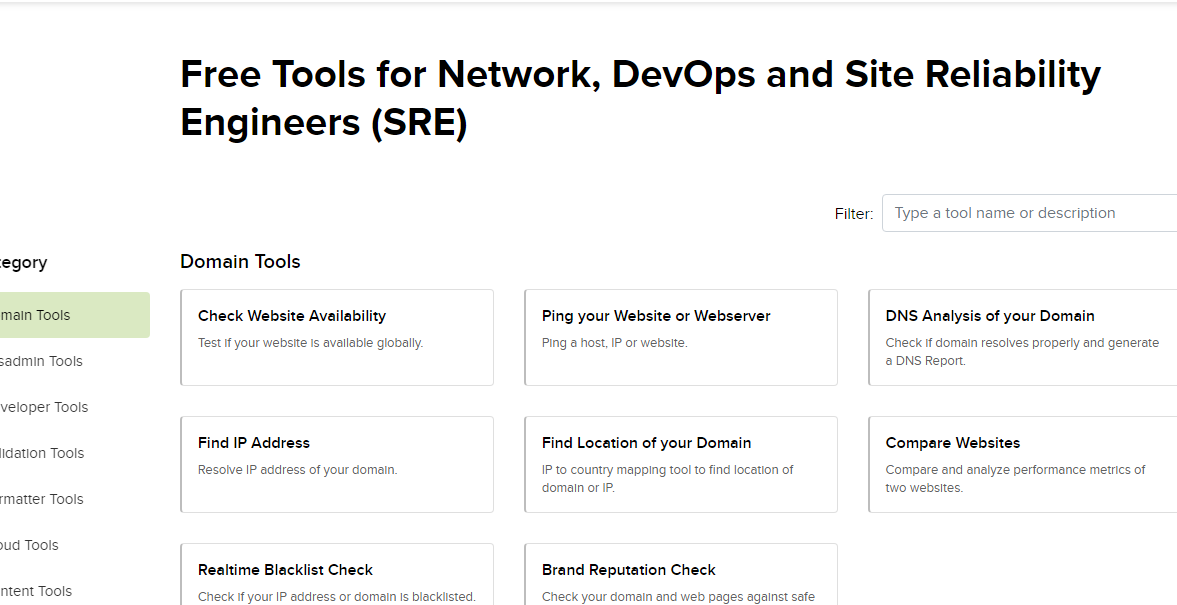 Free Tools for Network, DevOps and Site Reliability
Engineers (SRE)
Filter:
Type a tool name or description
tegory
main Tools
sadmin Tools
veloper Tools
lidation Tools
rmatter Tools
oud Tools
ntent Tools
Domain Tools
Check Website Availability
Test if your website is available globally.
Ping your Website or Webserver
Ping a host, IP or website.
DNS Analysis of your Domain
Check if domain resolves properly and generate
a DNS Report.
Find IP Address
Resolve IP address of your domain.
Find Location of your Domain
IP to country mapping tool to find location of
domain or IP.
Compare Websites
Compare and analyze performance metrics of
two websites.
Realtime Blacklist Check
Check if your IP address or domain is blacklisted.
Brand Reputation Check
Check your domain and web pages against safe